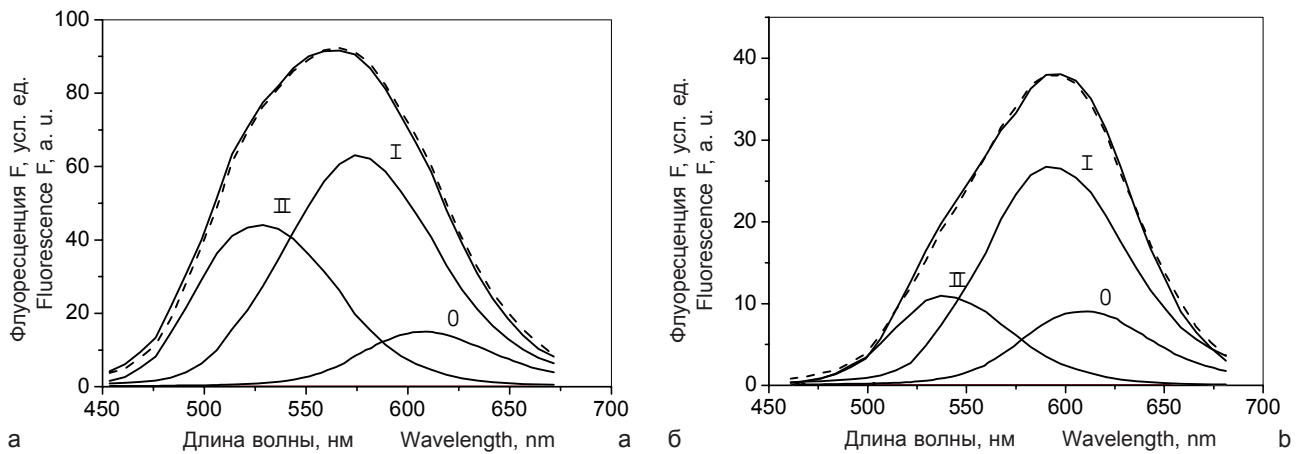 Флуоресценция F, усл. ед.
Fluorescence F, a. u.
100
80
60
40
20
0
I
II
0
450
500
550
600
650
700
а
Длина волны, нм
Wavelength, nm
a
Флуоресценция F, усл. ед.
Fluorescence F, a. u.
40
30
20
10
0
I
II
0
450
500
550
600
650
700
б
Длина волны, нм
Wavelength, nm
b